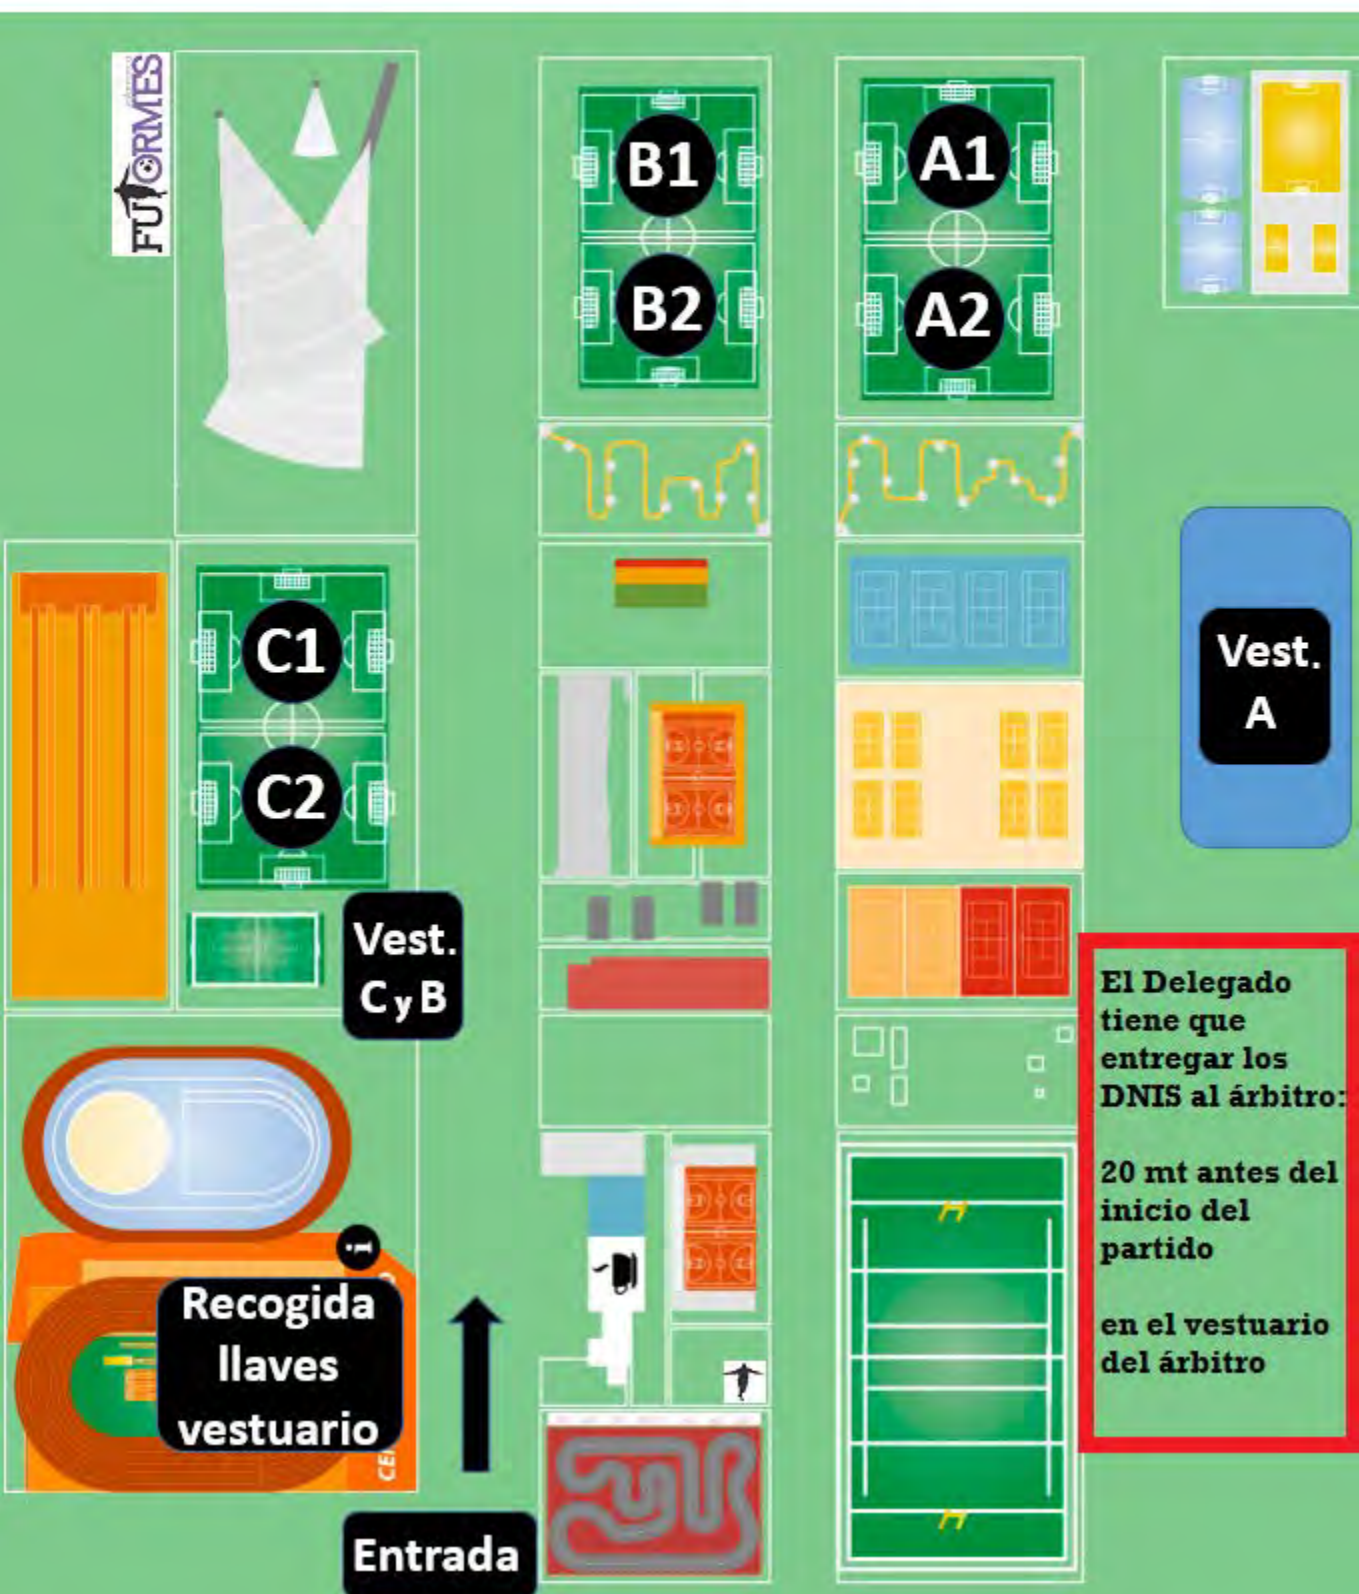 FUTORMES
B1
A1
B2
A2
C1
C2
Vest.
A
Vest.
C y B
El Delegado
tiene que
entregar los
DNIS al árbitro:
20 mt antes del
inicio del
partido
en el vestuario
del árbitro
i
Recogida
llaves
vestuario
Entrada